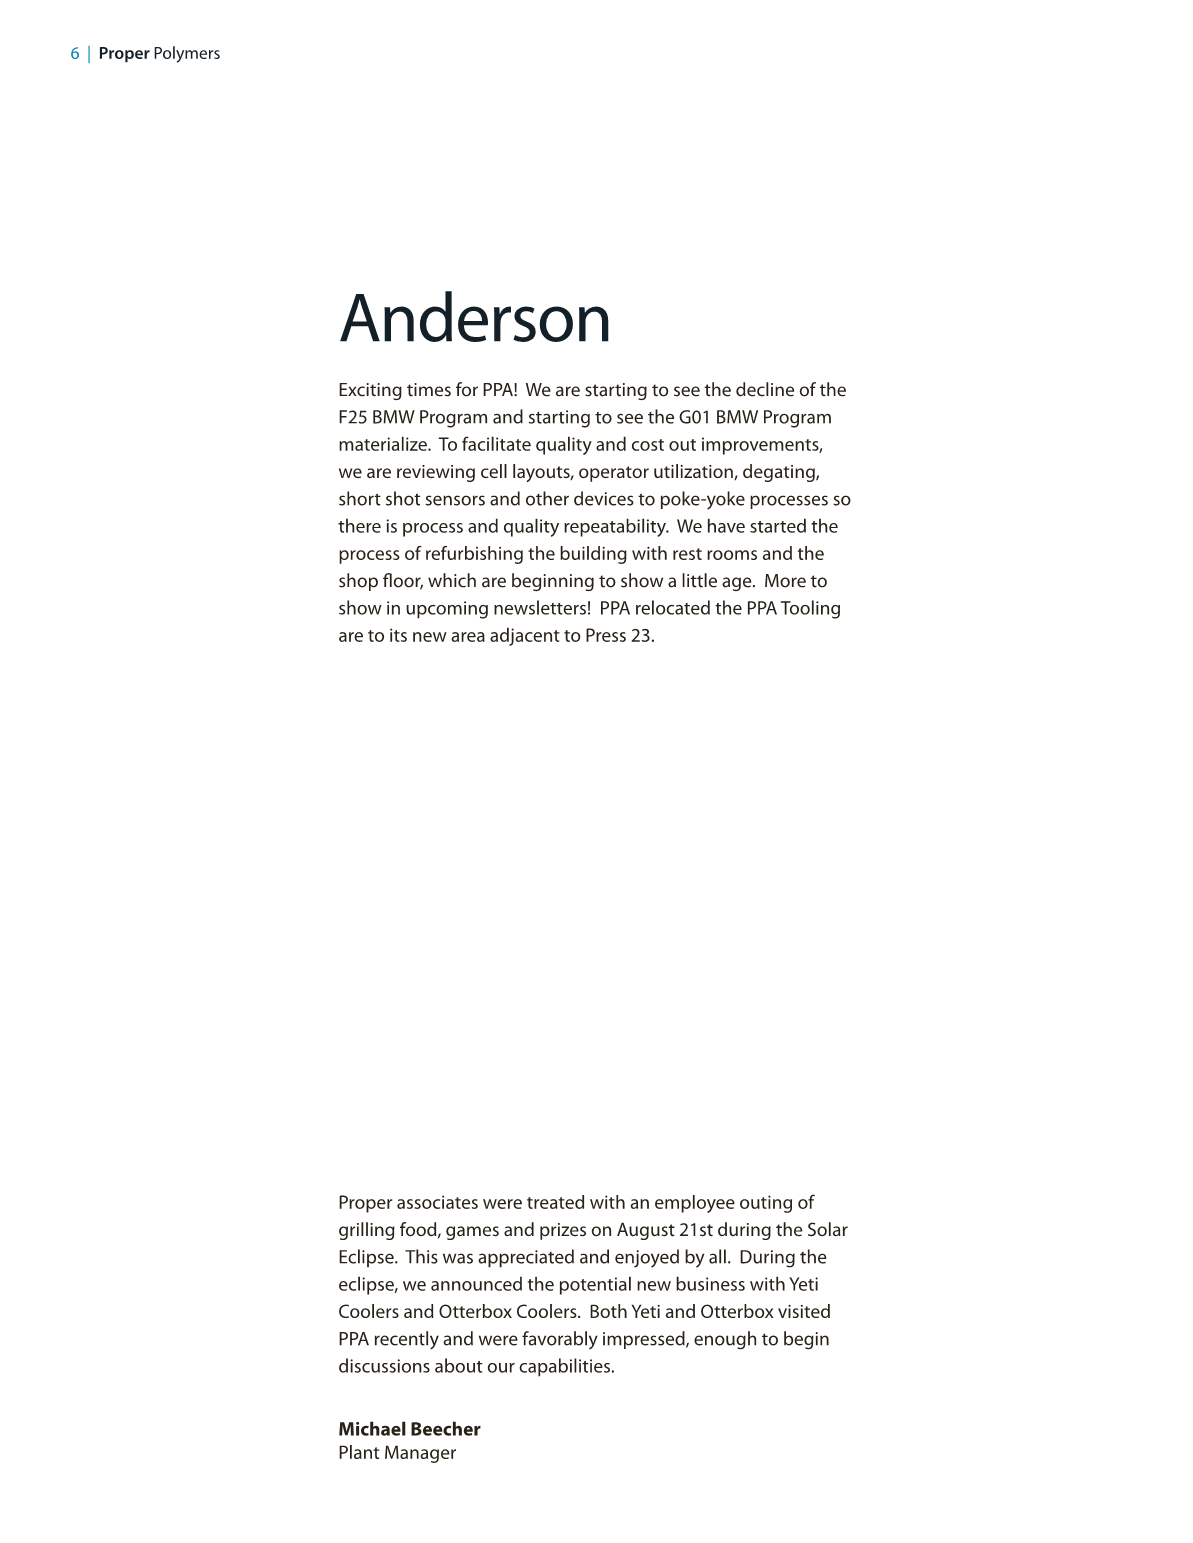 6 | Proper Polymers
Anderson
Exciting times for PPA!  We are starting to see the decline of the
F25 BMW Program and starting to see the G01 BMW Program
materialize.  To facilitate quality and cost out improvements,
we are reviewing cell layouts, operator utilization, degating,
short shot sensors and other devices to poke-yoke processes so
there is process and quality repeatability.  We have started the
process of refurbishing the building with rest rooms and the
shop floor, which are beginning to show a little age.  More to
show in upcoming newsletters!  PPA relocated the PPA Tooling
are to its new area adjacent to Press 23.
Proper associates were treated with an employee outing of
grilling food, games and prizes on August 21st during the Solar
Eclipse.  This was appreciated and enjoyed by all.  During the
eclipse, we announced the potential new business with Yeti
Coolers and Otterbox Coolers.  Both Yeti and Otterbox visited
PPA recently and were favorably impressed, enough to begin
discussions about our capabilities.
Michael Beecher
Plant Manager